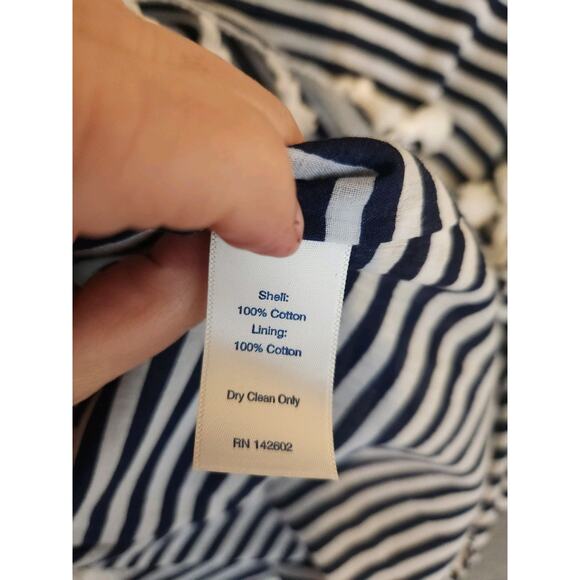 Shell:
100% Cotton
Lining:
100% Cotton
Dry Clean Only
RN 142602